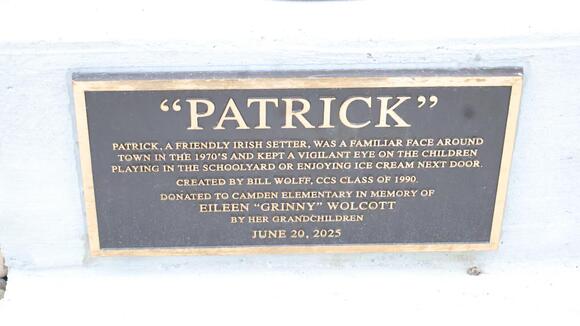 “PATRICK”
PATRICK, A FRIENDLY IRISH SETTER, WAS A FAMILIAR FACE AROUND
TOWN IN THE 1970'S AND KEPT A VIGILANT EYE ON THE CHILDREN
PLAYING IN THE SCHOOLYARD OR ENJOYING ICE CREAM NEXT DOOR.
CREATED BY BILL WOLFF, CCS CLASS OF 1990.
DONATED TO CAMDEN ELEMENTARY IN MEMORY OF
EILEEN “GRINNY” WOLCOTT
BY HER GRANDCHILDREN
JUNE 20, 2025